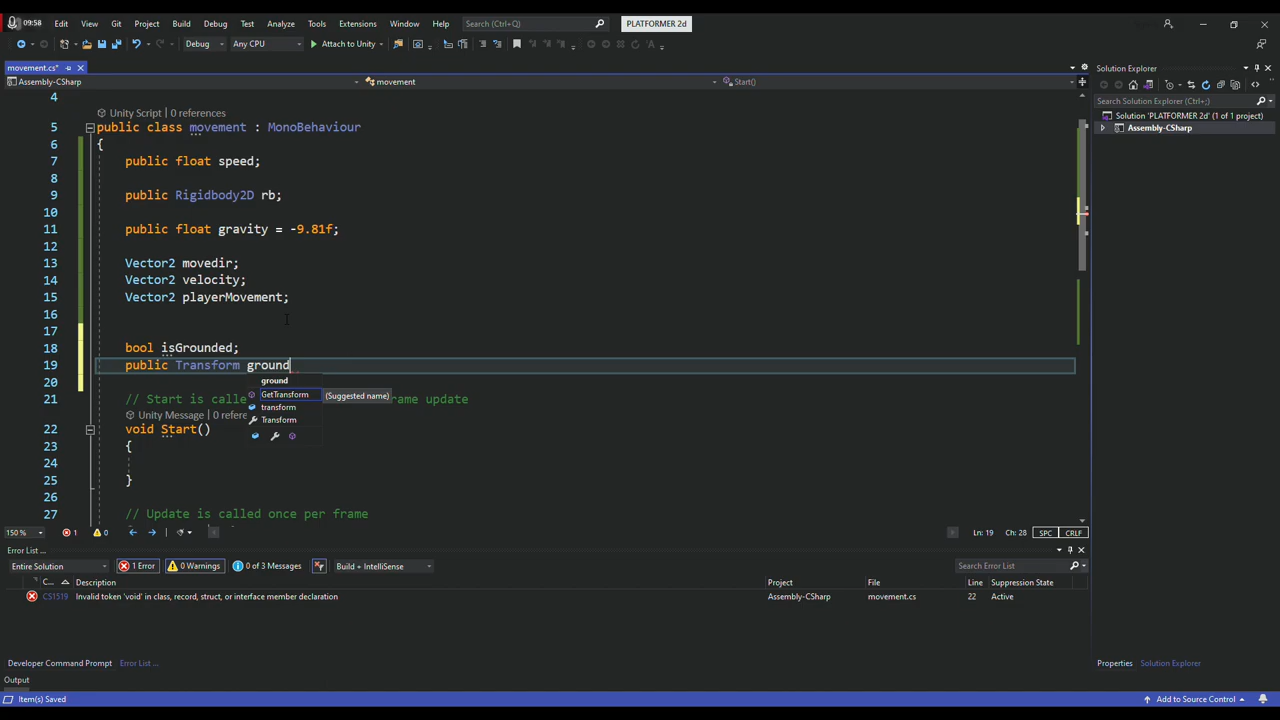 09:58 Edit View Git Project Build Debug Test Analyze Tools Extensions Window Help Search (Ctrl+Q) PLATFORMER 2d
Debug Any CPU Attach to Unity
movement.cs*
Assembly-CSharp movement Start()
4
Unity Script | 0 references
5 public class movement : MonoBehaviour
6 {
7 public float speed;
8
9 public Rigidbody2D rb;
10
11 public float gravity = -9.81f;
12
13 Vector2 movedir;
14 Vector2 velocity;
15 Vector2 playerMovement;
16
17
18 bool isGrounded;
19 public Transform ground
20 ground
GetTransform (Suggested name)
21 // Start is calle rame update
transform
Unity Message | 0 refere
Transform
22 void Start()
23 {
24
25 }
26
27 // Update is called once per frame
150 % 1 0 Ln: 19 Ch: 28 SPC CRLF
Error List ...
Entire Solution 1 Error 0 Warnings 0 of 3 Messages Build + IntelliSense Search Error List
C... Description Project File Line Suppression State
CS1519 Invalid token 'void' in class, record, struct, or interface member declaration Assembly-CSharp movement.cs 22 Active
Developer Command Prompt Error List ...
Output
Item(s) Saved Add to Source Control
Solution Explorer
Search Solution Explorer (Ctrl+;)
Solution 'PLATFORMER 2d' (1 of 1 project)
Assembly-CSharp
Properties Solution Explorer